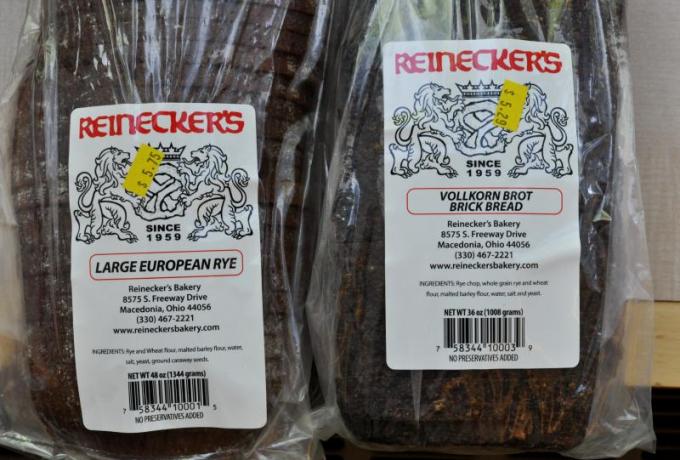 REINECKER'S
$ 5.75
SINCE
1959
LARGE EUROPEAN RYE
Reinecker's Bakery
8575 S. Freeway Drive
Macedonia, Ohio 44056
(330) 467-2221
www.reineckersbakery.com
INGREDIENTS: Rye and Wheat flour, malted barley flour, water,
salt, yeast, ground caraway seeds.
NET WT 48 oz (1344 grams)
7 58344 10001 5
NO PRESERVATIVES ADDED
REINECKER'S
$ 5.29
SINCE
1959
VOLLKORN BROT
BRICK BREAD
Reinecker's Bakery
8575 S. Freeway Drive
Macedonia, Ohio 44056
(330) 467-2221
www.reineckersbakery.com
INGREDIENTS: Rye chop, whole grain rye and wheat
flour, malted barley flour, water, salt and yeast.
NET WT 36 oz (1008 grams)
7 58344 10003 9
NO PRESERVATIVES ADDED